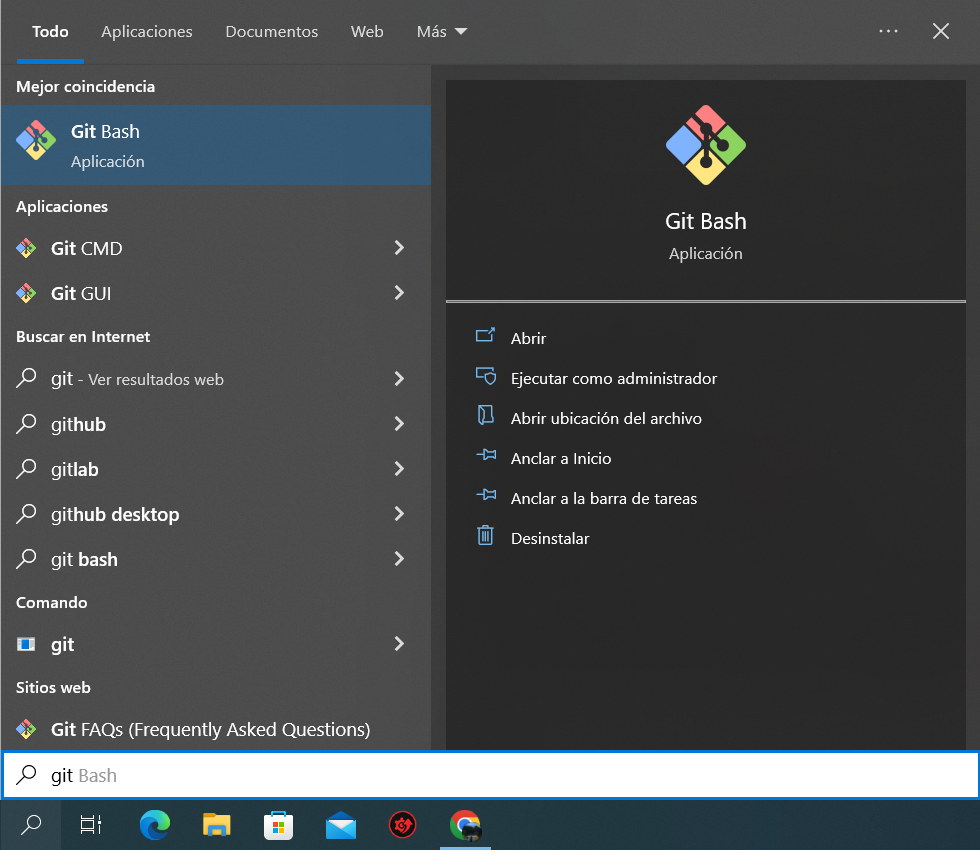 Todo Aplicaciones Documentos Web Más
Mejor coincidencia
Git Bash
Aplicación
Aplicaciones
Git CMD
Git GUI
Buscar en Internet
git - Ver resultados web
github
gitlab
github desktop
git bash
Comando
git
Sitios web
Git FAQs (Frequently Asked Questions)
git Bash
Git Bash
Aplicación
Abrir
Ejecutar como administrador
Abrir ubicación del archivo
Anclar a Inicio
Anclar a la barra de tareas
Desinstalar